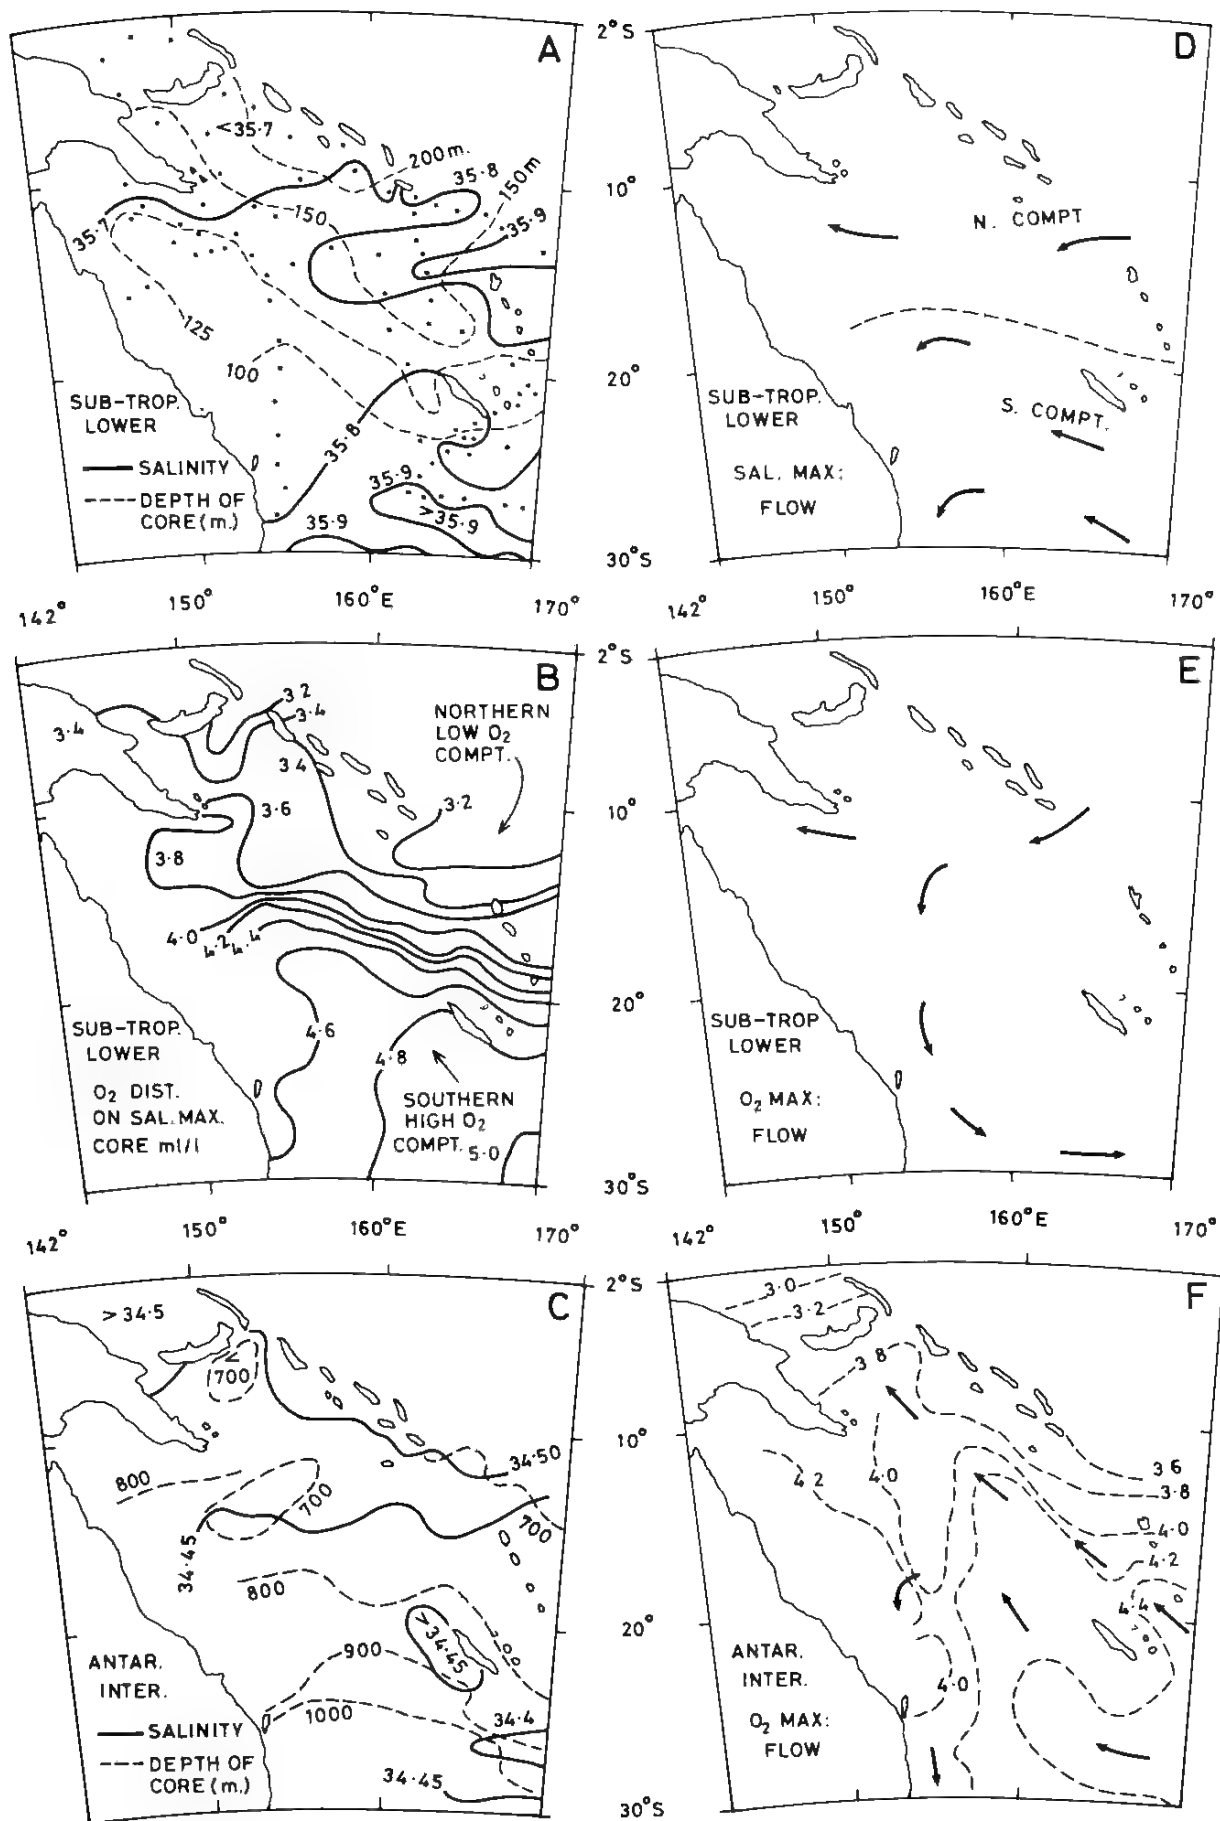 A
<35·7
200m.
35·8
150m
35·9
150
35·7
125
100
35·8
35·9
>35·9
35·9
SUB-TROP.
LOWER
SALINITY
DEPTH OF
CORE (m.)
2°S
10°
20°
30°S
142°
150°
160°E
170°
D
N. COMPT
S. COMPT.
SUB-TROP.
LOWER
SAL. MAX:
FLOW
150°
160°E
170°
B
3·2
3·4
3·4
3·4
NORTHERN
LOW O₂
COMPT.
3·6
3·2
3·8
4·0
4·2
4·4
4·6
4·8
5·0
SOUTHERN
HIGH O₂
COMPT.
SUB-TROP.
LOWER
O₂ DIST.
ON SAL. MAX.
CORE ml/l
2°S
10°
20°
30°S
142°
150°
160°E
170°
E
SUB-TROP
LOWER
O₂ MAX:
FLOW
142°
150°
160°E
170°
C
>34·5
<
700
34·50
800
700
700
34·45
800
>34·45
900
1000
34·4
34·45
ANTAR.
INTER.
SALINITY
DEPTH OF
CORE (m.)
2°S
10°
20°
30°S
F
3·0
3·2
3·8
3·6
3·8
4·2
4·0
4·0
4·2
4·4
4·0
ANTAR.
INTER.
O₂ MAX:
FLOW